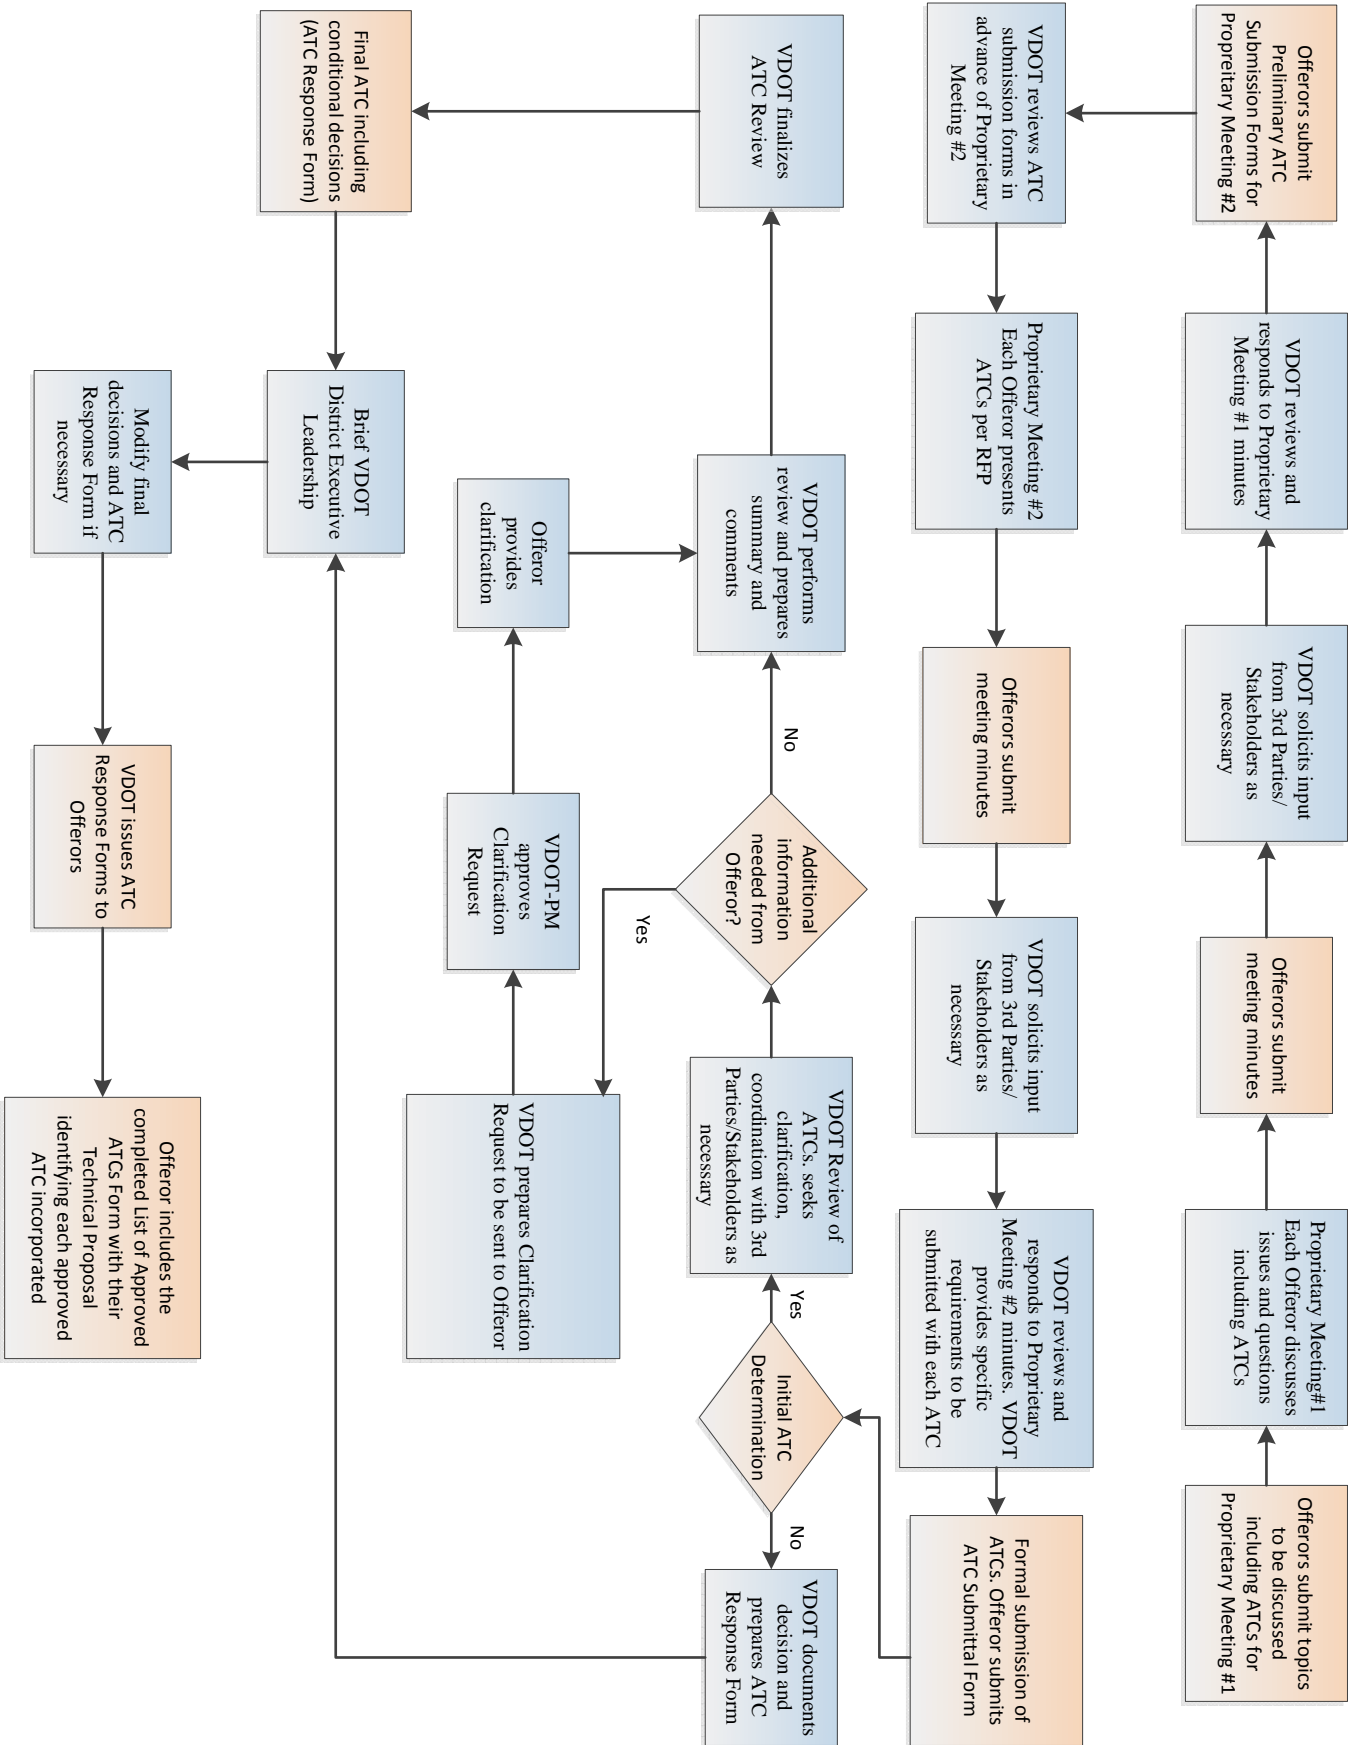 Offerors submit topics
to be discussed
including ATCs for
Proprietary Meeting #1
Proprietary Meeting#1
Each Offeror discusses
issues and questions
including ATCs
Offerors submit
meeting minutes
VDOT solicits input
from 3rd Parties/
Stakeholders as
necessary
VDOT reviews and
responds to Proprietary
Meeting #1 minutes
Offerors submit
Preliminary ATC
Submission Forms for
Propreitary Meeting #2
VDOT reviews ATC
submission forms in
advance of Proprietary
Meeting #2
Proprietary Meeting #2
Each Offeror presents
ATCs per RFP
Offerors submit
meeting minutes
VDOT solicits input
from 3rd Parties/
Stakeholders as
necessary
VDOT reviews and
responds to Proprietary
Meeting #2 minutes. VDOT
provides specific
requirements to be
submitted with each ATC
Formal submission of
ATCs. Offeror submits
ATC Submittal Form
Initial ATC
Determination
No
VDOT documents
decision and
prepares ATC
Response Form
Yes
VDOT Review of
ATCs. seeks
clarification,
coordination with 3rd
Parties/Stakeholders as
necessary
Additional
information
needed from
Offeror?
Yes
VDOT prepares Clarification
Request to be sent to Offeror
VDOT-PM
approves
Clarification
Request
Offeror
provides
clarification
No
VDOT performs
review and prepares
summary and
comments
VDOT finalizes
ATC Review
Final ATC including
conditional decisions
(ATC Response Form)
Brief VDOT
District Executive
Leadership
Modify final
decisions and ATC
Response Form if
necessary
VDOT issues ATC
Response Forms to
Offerors
Offeror includes the
completed List of Approved
ATCs Form with their
Technical Proposal
identifying each approved
ATC incorporated